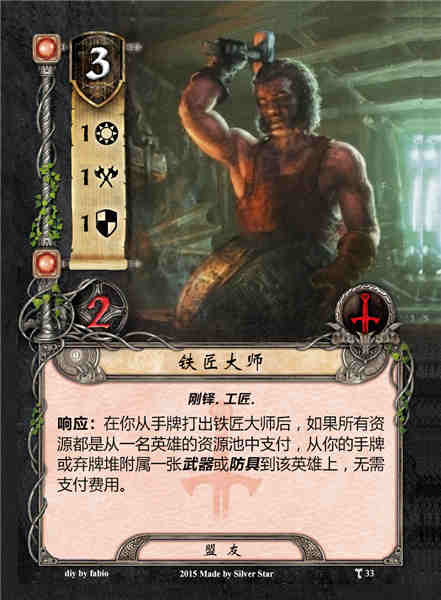 3
1
1
1
2
铁匠大师
刚铎. 工匠.
响应：在你从手牌打出铁匠大师后，如果所有资
源都是从一名英雄的资源池中支付，从你的手牌
或弃牌堆附属一张武器或防具到该英雄上，无需
支付费用。
盟友
diy by fabio 2015 Made by Silver Star 33